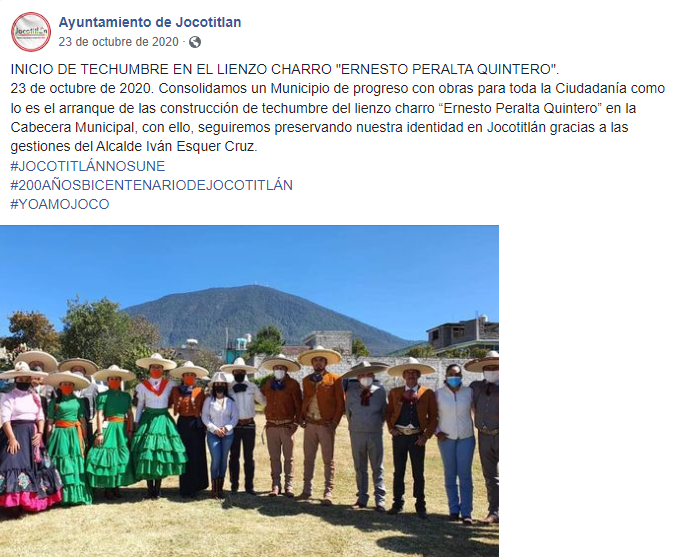 Jocotitlán
Ayuntamiento de Jocotitlan
23 de octubre de 2020 ·
INICIO DE TECHUMBRE EN EL LIENZO CHARRO "ERNESTO PERALTA QUINTERO".
23 de octubre de 2020. Consolidamos un Municipio de progreso con obras para toda la Ciudadanía como
lo es el arranque de las construcción de techumbre del lienzo charro “Ernesto Peralta Quintero” en la
Cabecera Municipal, con ello, seguiremos preservando nuestra identidad en Jocotitlán gracias a las
gestiones del Alcalde Iván Esquer Cruz.
#JOCOTITLÁNNOSUNE
#200AÑOSBICENTENARIODEJOCOTITLÁN
#YOAMOJOCO